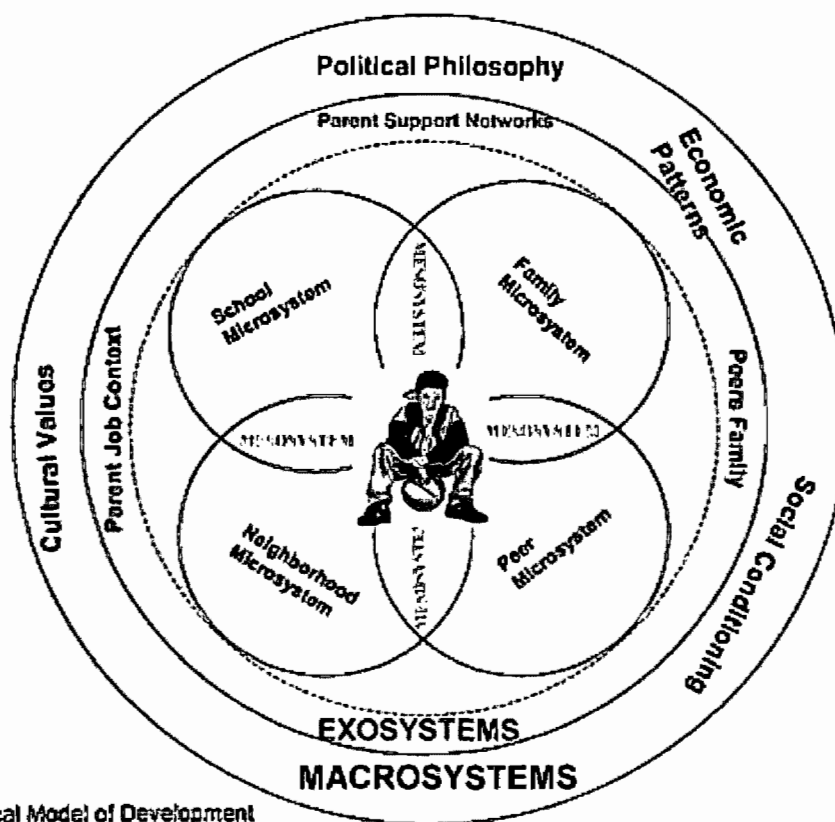 Political Philosophy
Parent Support Networks
Economic
Patterns
School
Microsystem
MESOSYSTEM
Family
Microsystem
Cultural Values
Parent Job Context
MESOSYSTEM
MESOSYSTEM
Peers Family
Social Conditioning
Neighborhood
Microsystem
MESOSYSTEM
Peer
Microsystem
EXOSYSTEMS
MACROSYSTEMS
Model of Development